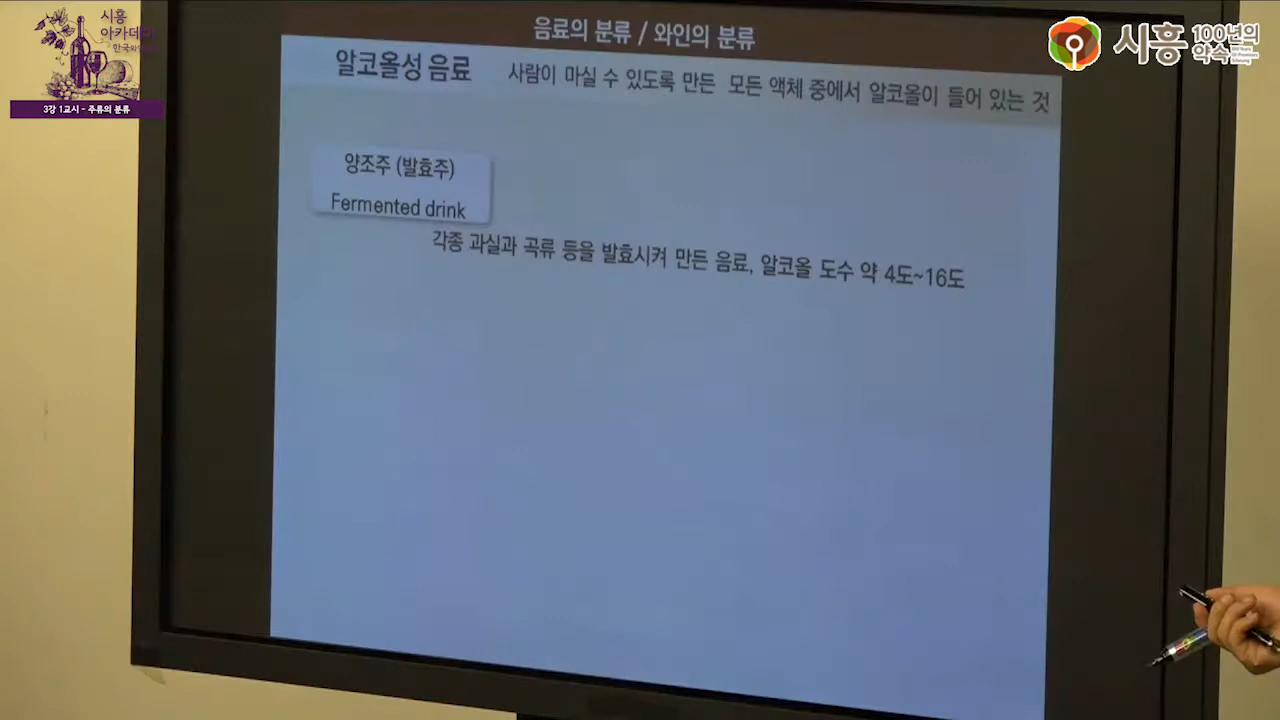 시흥
아카데미
한국와인
3강 1교시 - 주류의 분류
음료의 분류 / 와인의 분류
시흥 100년의
약속
알코올성 음료 사람이 마실 수 있도록 만든 모든 액체 중에서 알코올이 들어 있는 것
양조주 (발효주)
Fermented drink
각종 과실과 곡류 등을 발효시켜 만든 음료, 알코올 도수 약 4도~16도